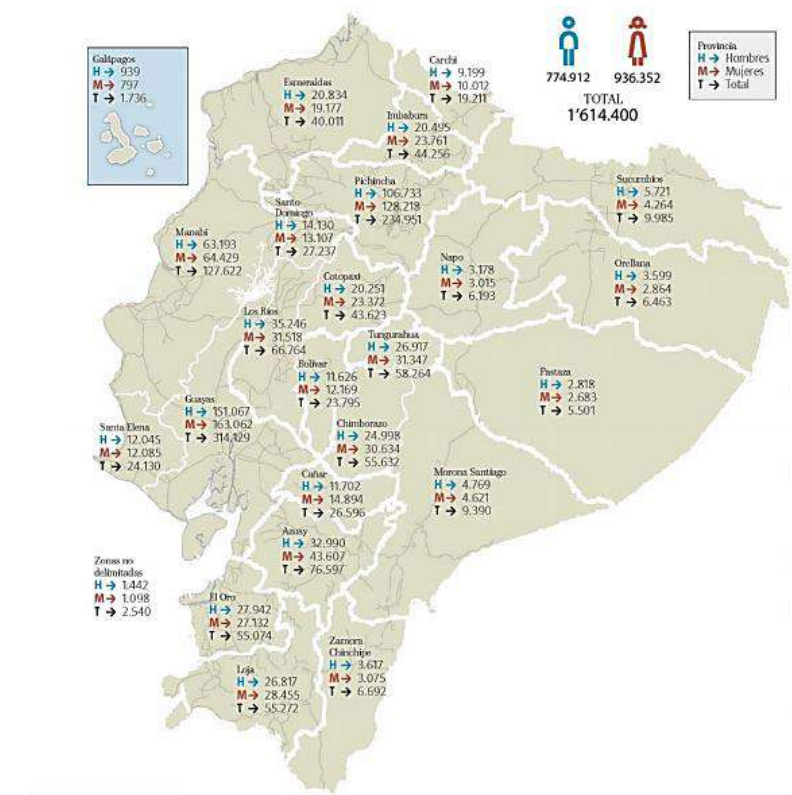 Galápagos
H → 939
M → 797
T → 1.736
Esmeraldas
H → 20.834
M → 19.177
T → 40.011
Carchi
H → 9.199
M → 10.012
T → 19.211
Imbabura
H → 20.495
M → 23.761
T → 44.256
774.912
936.352
TOTAL
1'614.400
Provincia
H → Hombres
M → Mujeres
T → Total
Pichincha
H → 106.733
M → 128.218
T → 234.951
Santo
Domingo
H → 14.130
M → 13.107
T → 27.237
Sucumbios
H → 5.721
M → 4.264
T → 9.985
Manabí
H → 63.193
M → 64.429
T → 127.622
Napo
H → 3.178
M → 3.015
T → 6.193
Orellana
H → 3.599
M → 2.864
T → 6.463
Cotopaxi
H → 20.251
M → 23.372
T → 43.623
Los Ríos
H → 35.246
M → 31.518
T → 66.764
Tungurahua
H → 26.917
M → 31.347
T → 58.264
Bolívar
H → 11.626
M → 12.169
T → 23.795
Pastaza
H → 2.818
M → 2.683
T → 5.501
Guayas
H → 151.067
M → 163.062
T → 314.129
Santa Elena
H → 12.045
M → 12.085
T → 24.130
Chimborazo
H → 24.998
M → 30.634
T → 55.632
Cañar
H → 11.702
M → 14.894
T → 26.596
Morona Santiago
H → 4.769
M → 4.621
T → 9.390
Azuay
H → 32.990
M → 43.607
T → 76.597
Zonas no
delimitadas
H → 1.442
M → 1.098
T → 2.540
El Oro
H → 27.942
M → 27.132
T → 55.074
Zamora
Chinchipe
H → 3.617
M → 3.075
T → 6.692
Loja
H → 26.817
M → 28.455
T → 55.272